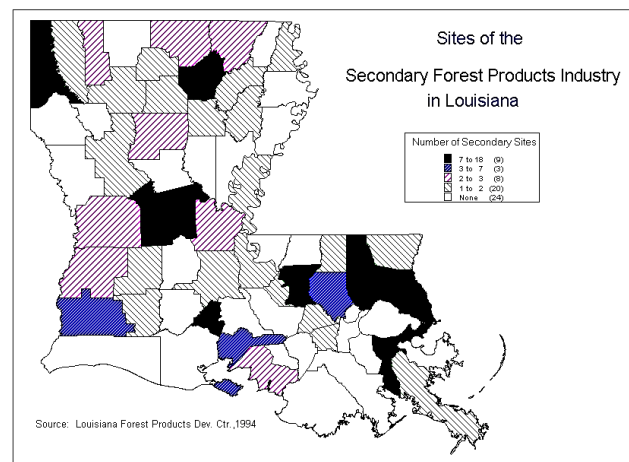 Sites of the
Secondary Forest Products Industry
in Louisiana
Number of Secondary Sites
7 to 18 (9)
3 to 7 (3)
2 to 3 (8)
1 to 2 (20)
None (24)
Source: Louisiana Forest Products Dev. Ctr.,1994